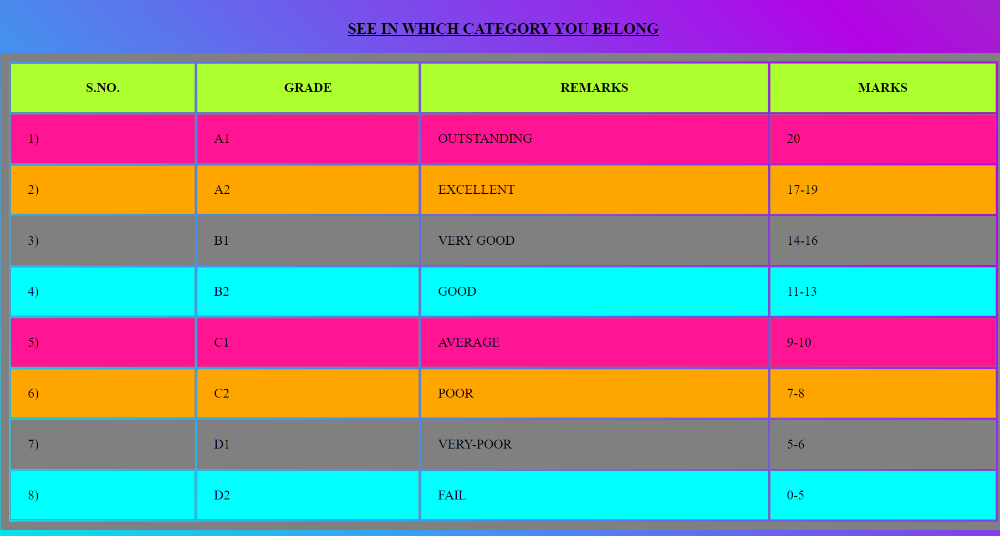 SEE IN WHICH CATEGORY YOU BELONG
S.NO. GRADE REMARKS MARKS
1) A1 OUTSTANDING 20
2) A2 EXCELLENT 17-19
3) B1 VERY GOOD 14-16
4) B2 GOOD 11-13
5) C1 AVERAGE 9-10
6) C2 POOR 7-8
7) D1 VERY-POOR 5-6
8) D2 FAIL 0-5